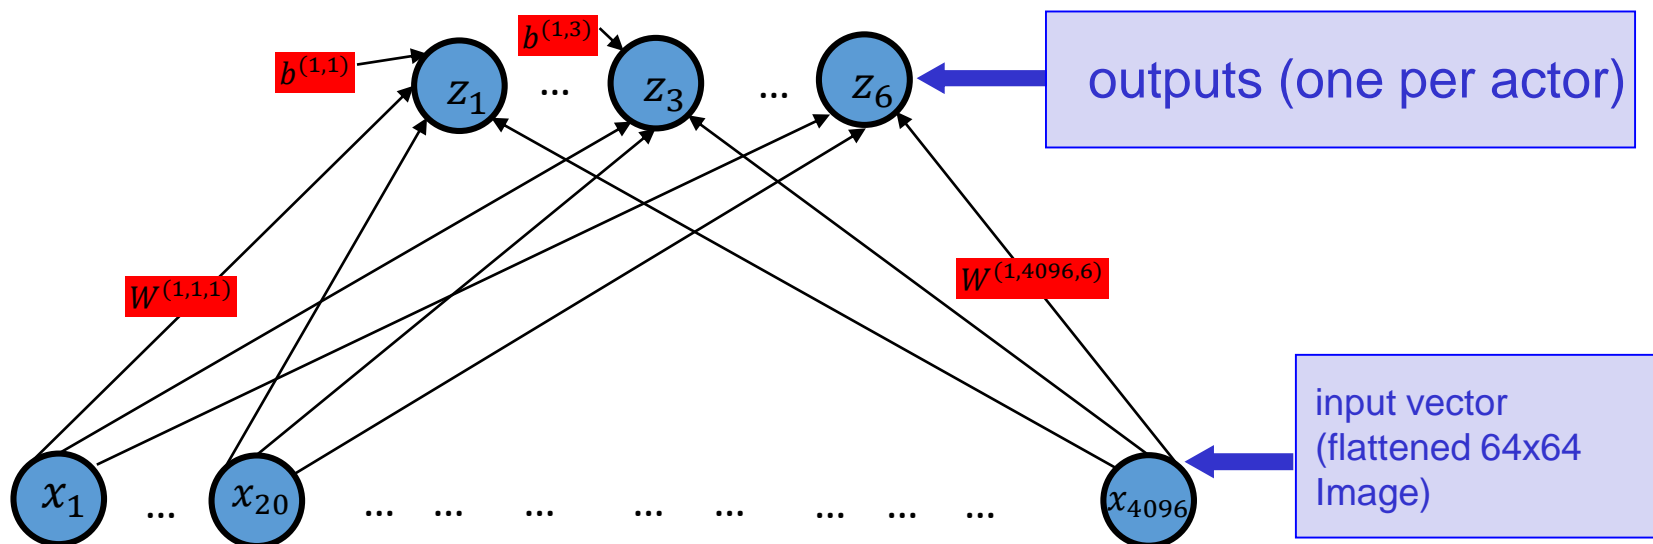 b^(1,1)
b^(1,3)
z_1
...
z_3
...
z_6
outputs (one per actor)
W^(1,1,1)
W^(1,4096,6)
input vector
(flattened 64x64
Image)
x_1
...
x_20
... ... ... ... ... ... ... ...
x_4096